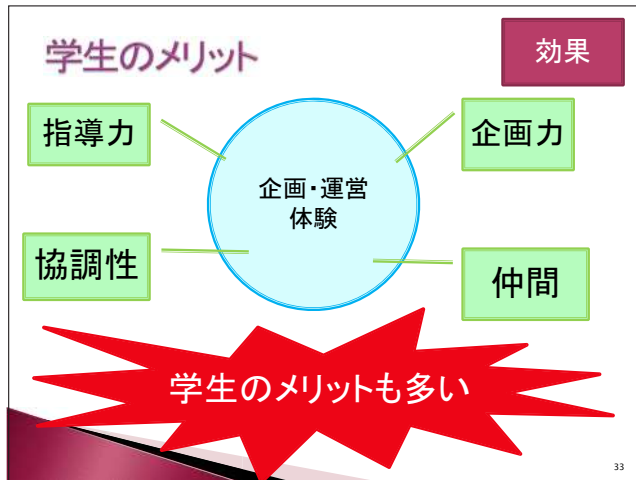 学生のメリット
効果
指導力
企画力
企画・運営
体験
協調性
仲間
学生のメリットも多い
33